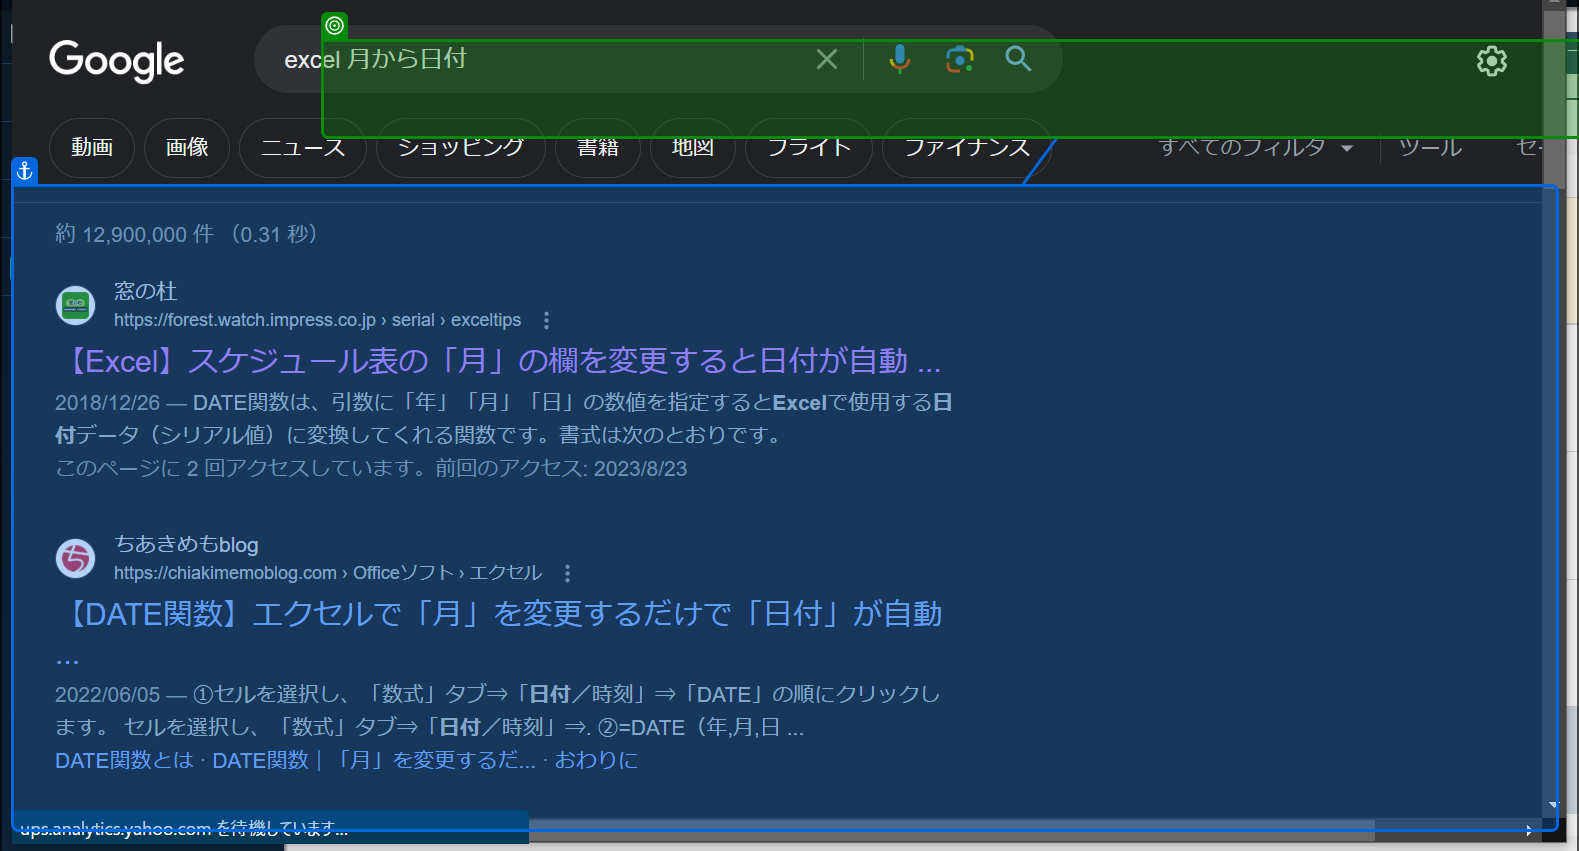 Google
excel 月から日付
動画 画像 ニュース ショッピング 書籍 地図 フライト ファイナンス すべてのフィルタ ツール セ
約 12,900,000 件 （0.31 秒）
窓の杜
https://forest.watch.impress.co.jp › serial › exceltips
【Excel】スケジュール表の「月」の欄を変更すると日付が自動 ...
2018/12/26 — DATE関数は、引数に「年」「月」「日」の数値を指定するとExcelで使用する日
付データ（シリアル値）に変換してくれる関数です。書式は次のとおりです。
このページに 2 回アクセスしています。前回のアクセス: 2023/8/23
ちあきめもblog
https://chiakimemoblog.com › Officeソフト › エクセル
【DATE関数】エクセルで「月」を変更するだけで「日付」が自動
...
2022/06/05 — ①セルを選択し、「数式」タブ⇒「日付／時刻」⇒「DATE」の順にクリックし
ます。 セルを選択し、「数式」タブ⇒「日付／時刻」⇒. ②=DATE（年,月,日 ...
DATE関数とは · DATE関数｜「月」を変更するだ... · おわりに
ups.analytics.yahoo.com を待機しています...